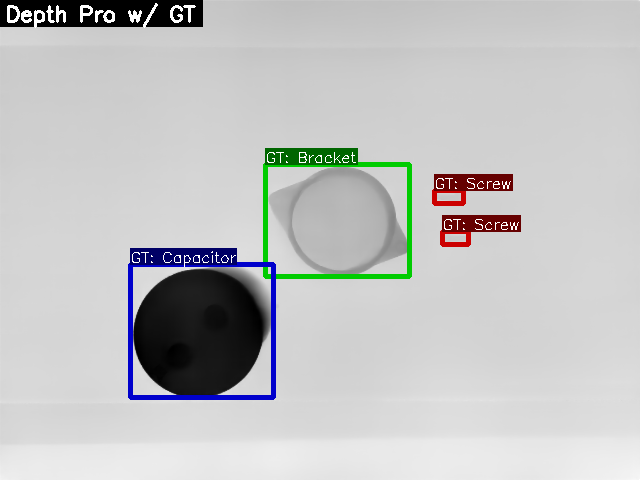 Depth Pro w/ GT
GT: Bracket
GT: Screw
GT: Screw
GT: Capacitor